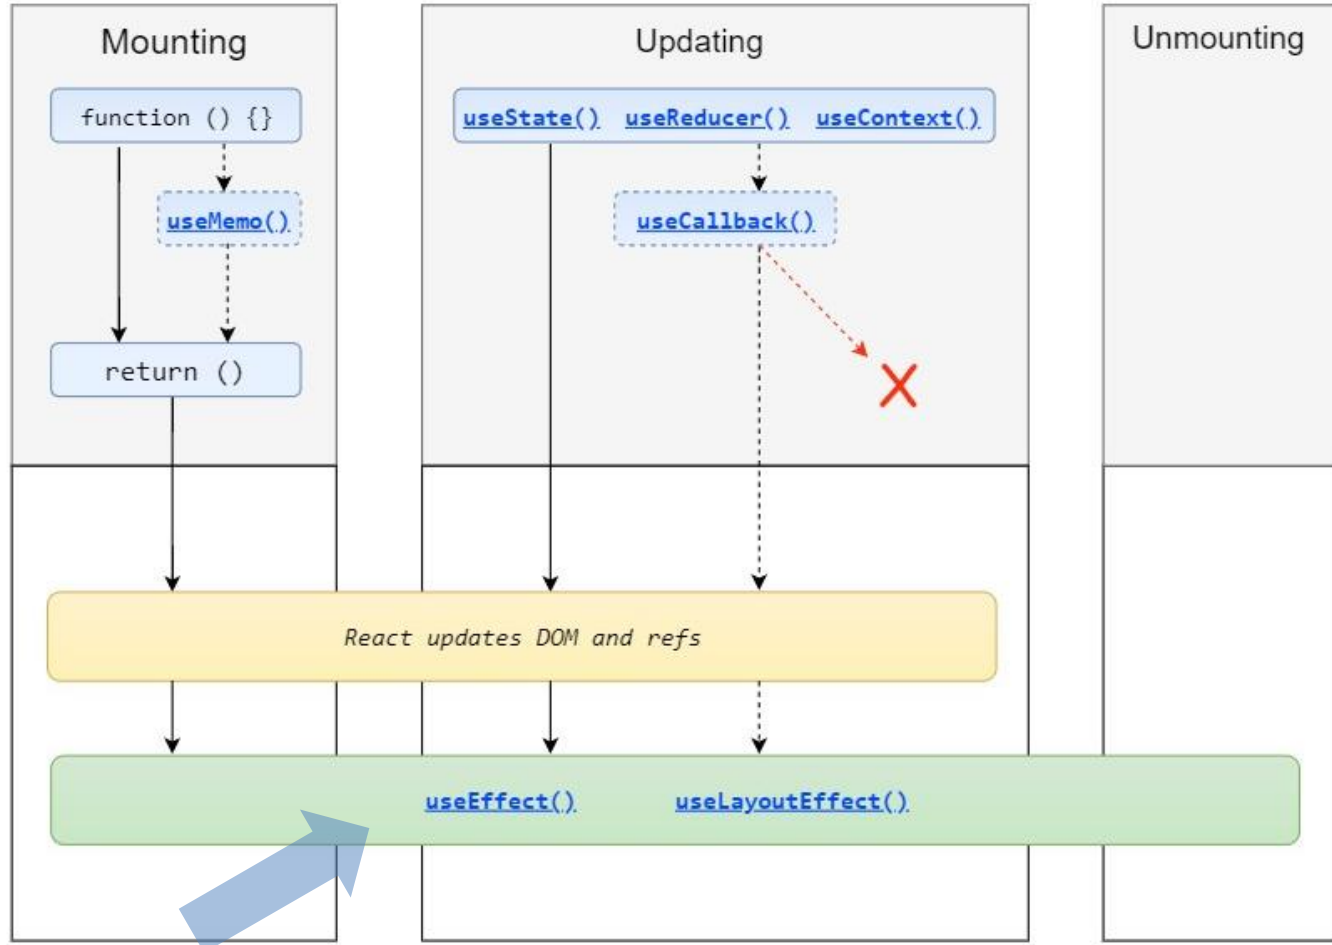 Mounting
Updating
Unmounting
function () {}
useState() useReducer() useContext()
useMemo()
useCallback()
return ()
React updates DOM and refs
useEffect() useLayoutEffect()